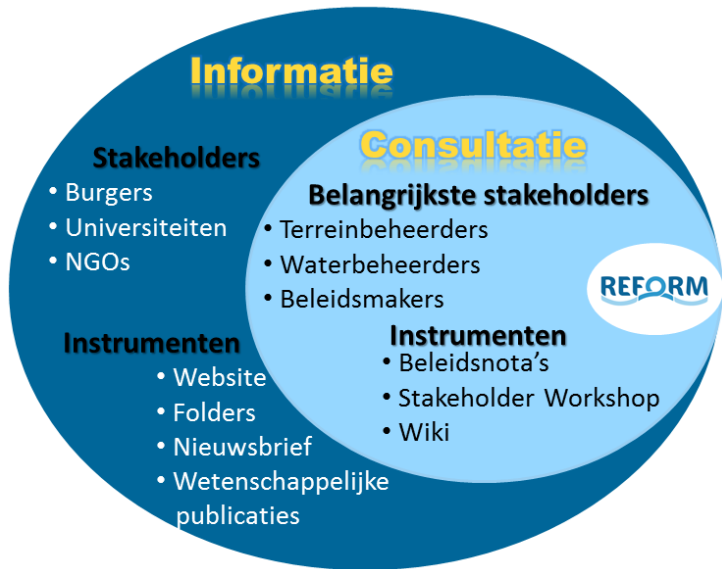 Informatie
Stakeholders
• Burgers
• Universiteiten
• NGOs
Instrumenten
• Website
• Folders
• Nieuwsbrief
• Wetenschappelijke
publicaties
Consultatie
Belangrijkste stakeholders
• Terreinbeheerders
• Waterbeheerders
• Beleidsmakers
Instrumenten
• Beleidsnota's
• Stakeholder Workshop
• Wiki
REFORM